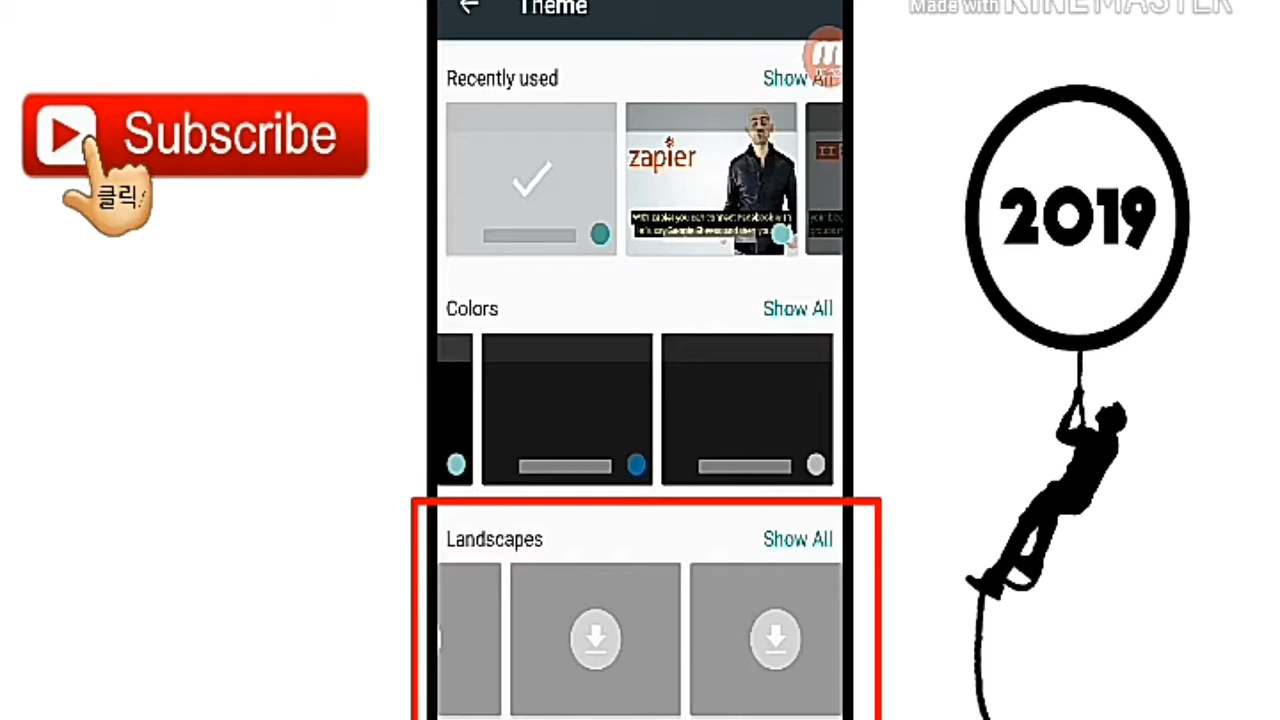 Theme
Made with KINEMASTER
Recently used
Show All
Subscribe
클릭!
zapier
2019
Colors
Show All
Landscapes
Show All